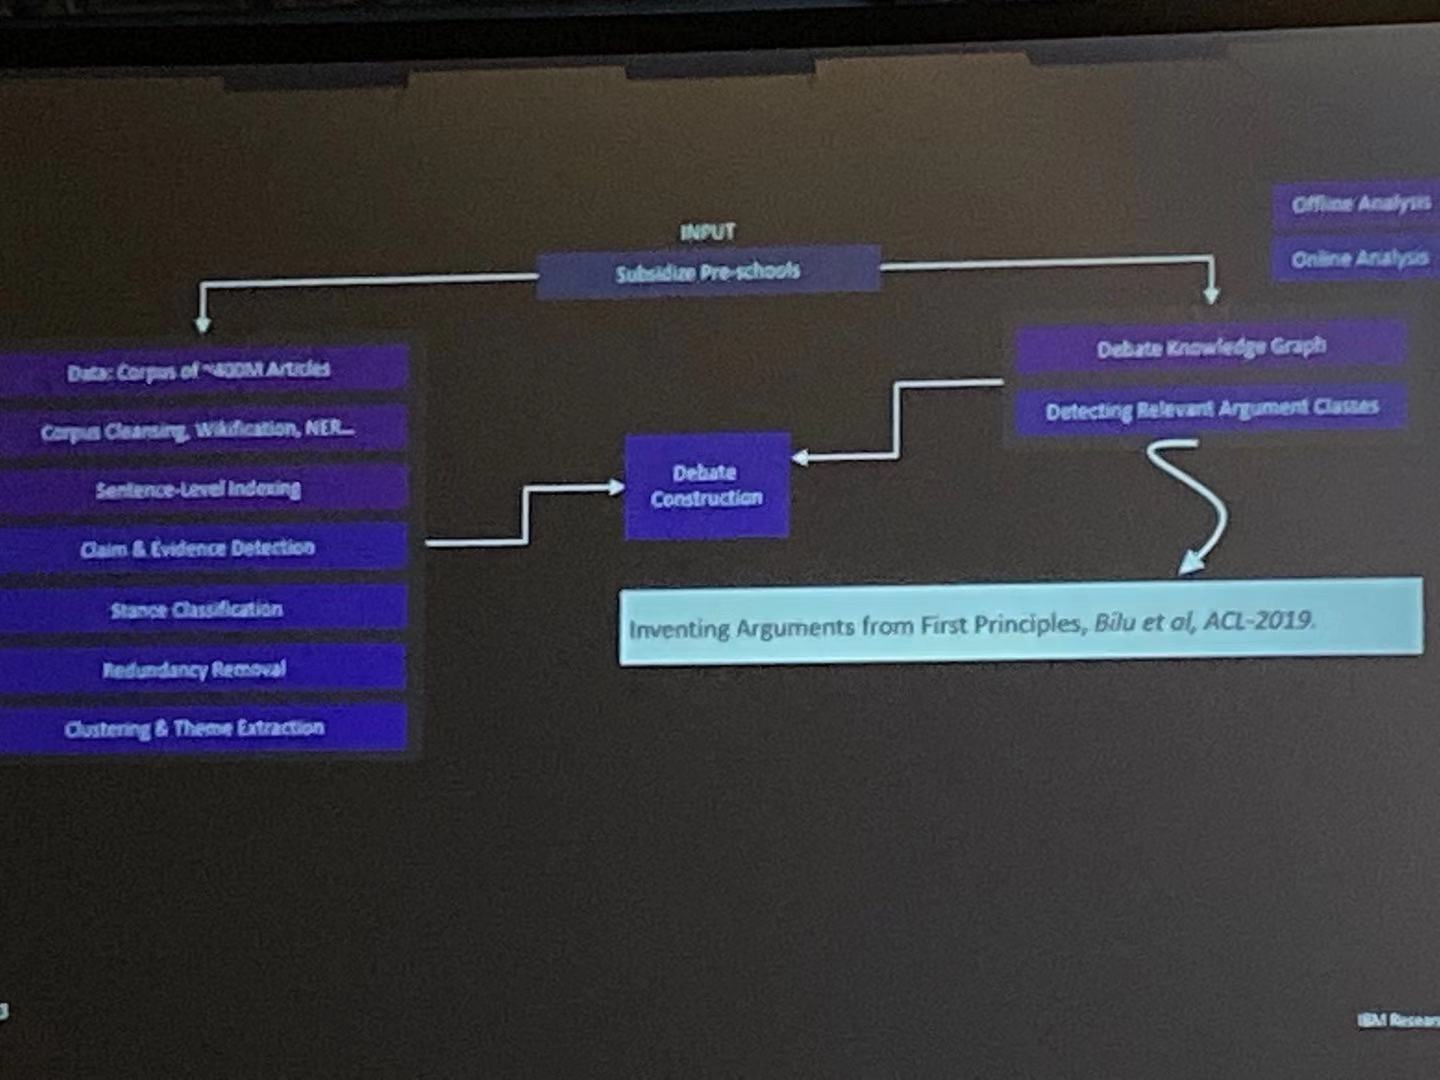 INPUT
Subsidize Pre-schools
Offline Analysis
Online Analysis
Data: Corpus of ~400M Articles
Corpus Cleansing, Wikification, NER...
Sentence-Level Indexing
Claim & Evidence Detection
Stance Classification
Redundancy Removal
Clustering & Theme Extraction
Debate
Construction
Debate Knowledge Graph
Detecting Relevant Argument Classes
Inventing Arguments from First Principles, Bilu et al, ACL-2019.
IBM Resear